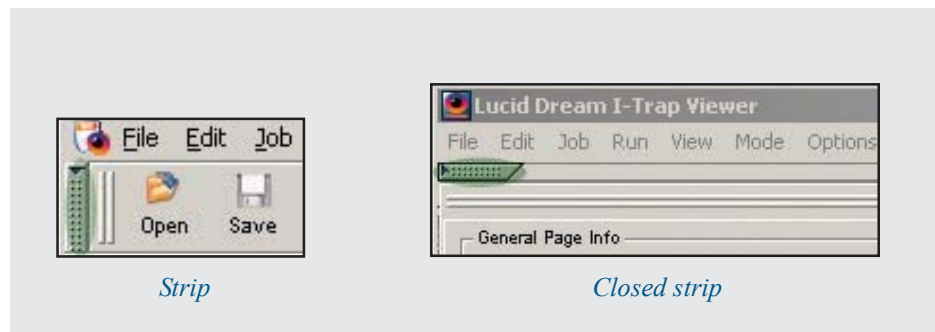 File Edit Job
Open Save
Strip
Lucid Dream I-Trap Viewer
File Edit Job Run View Mode Options
General Page Info
Closed strip